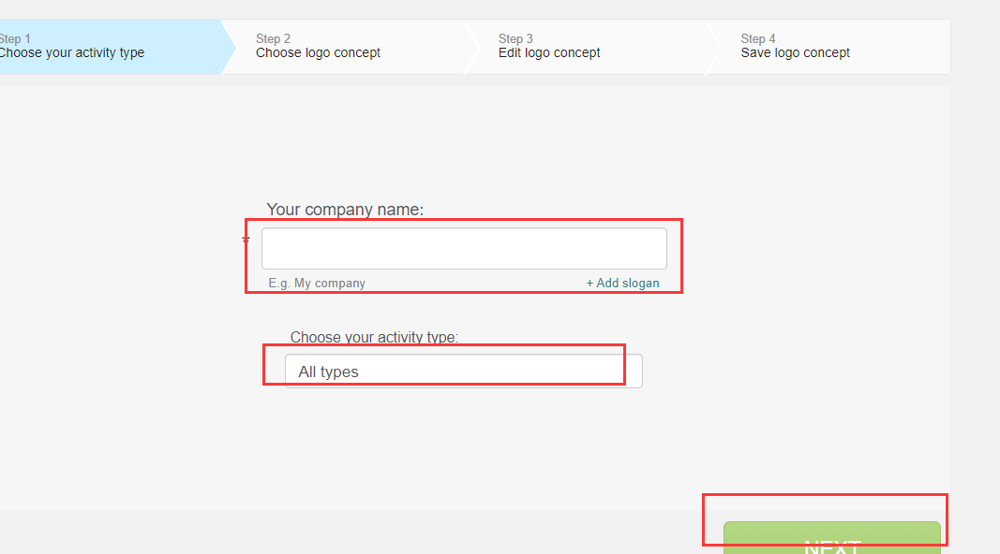 Step 1
Choose your activity type
Step 2
Choose logo concept
Step 3
Edit logo concept
Step 4
Save logo concept
Your company name:
*
E.g. My company
+ Add slogan
Choose your activity type:
All types
NEXT